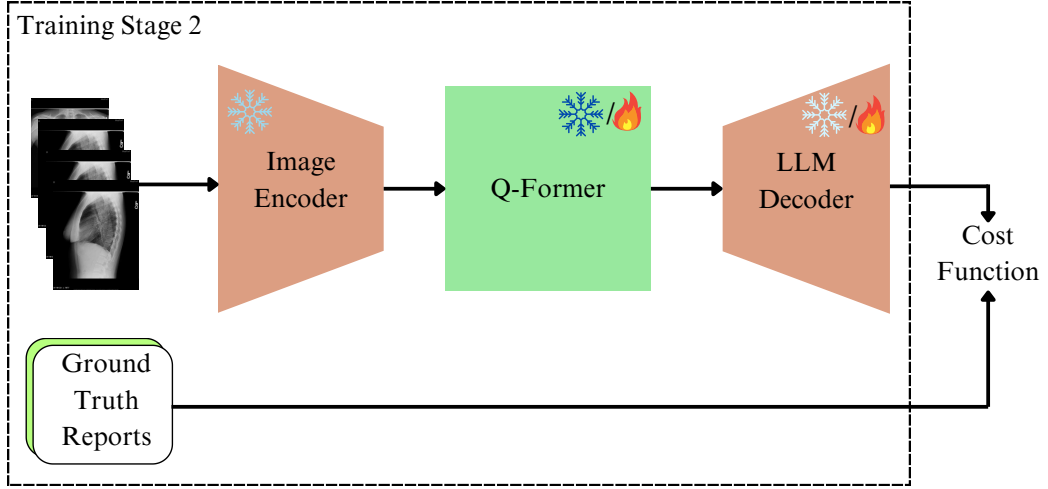 Training Stage 2
Image
Encoder
Q-Former
/
LLM
Decoder
/
Cost
Function
Ground
Truth
Reports